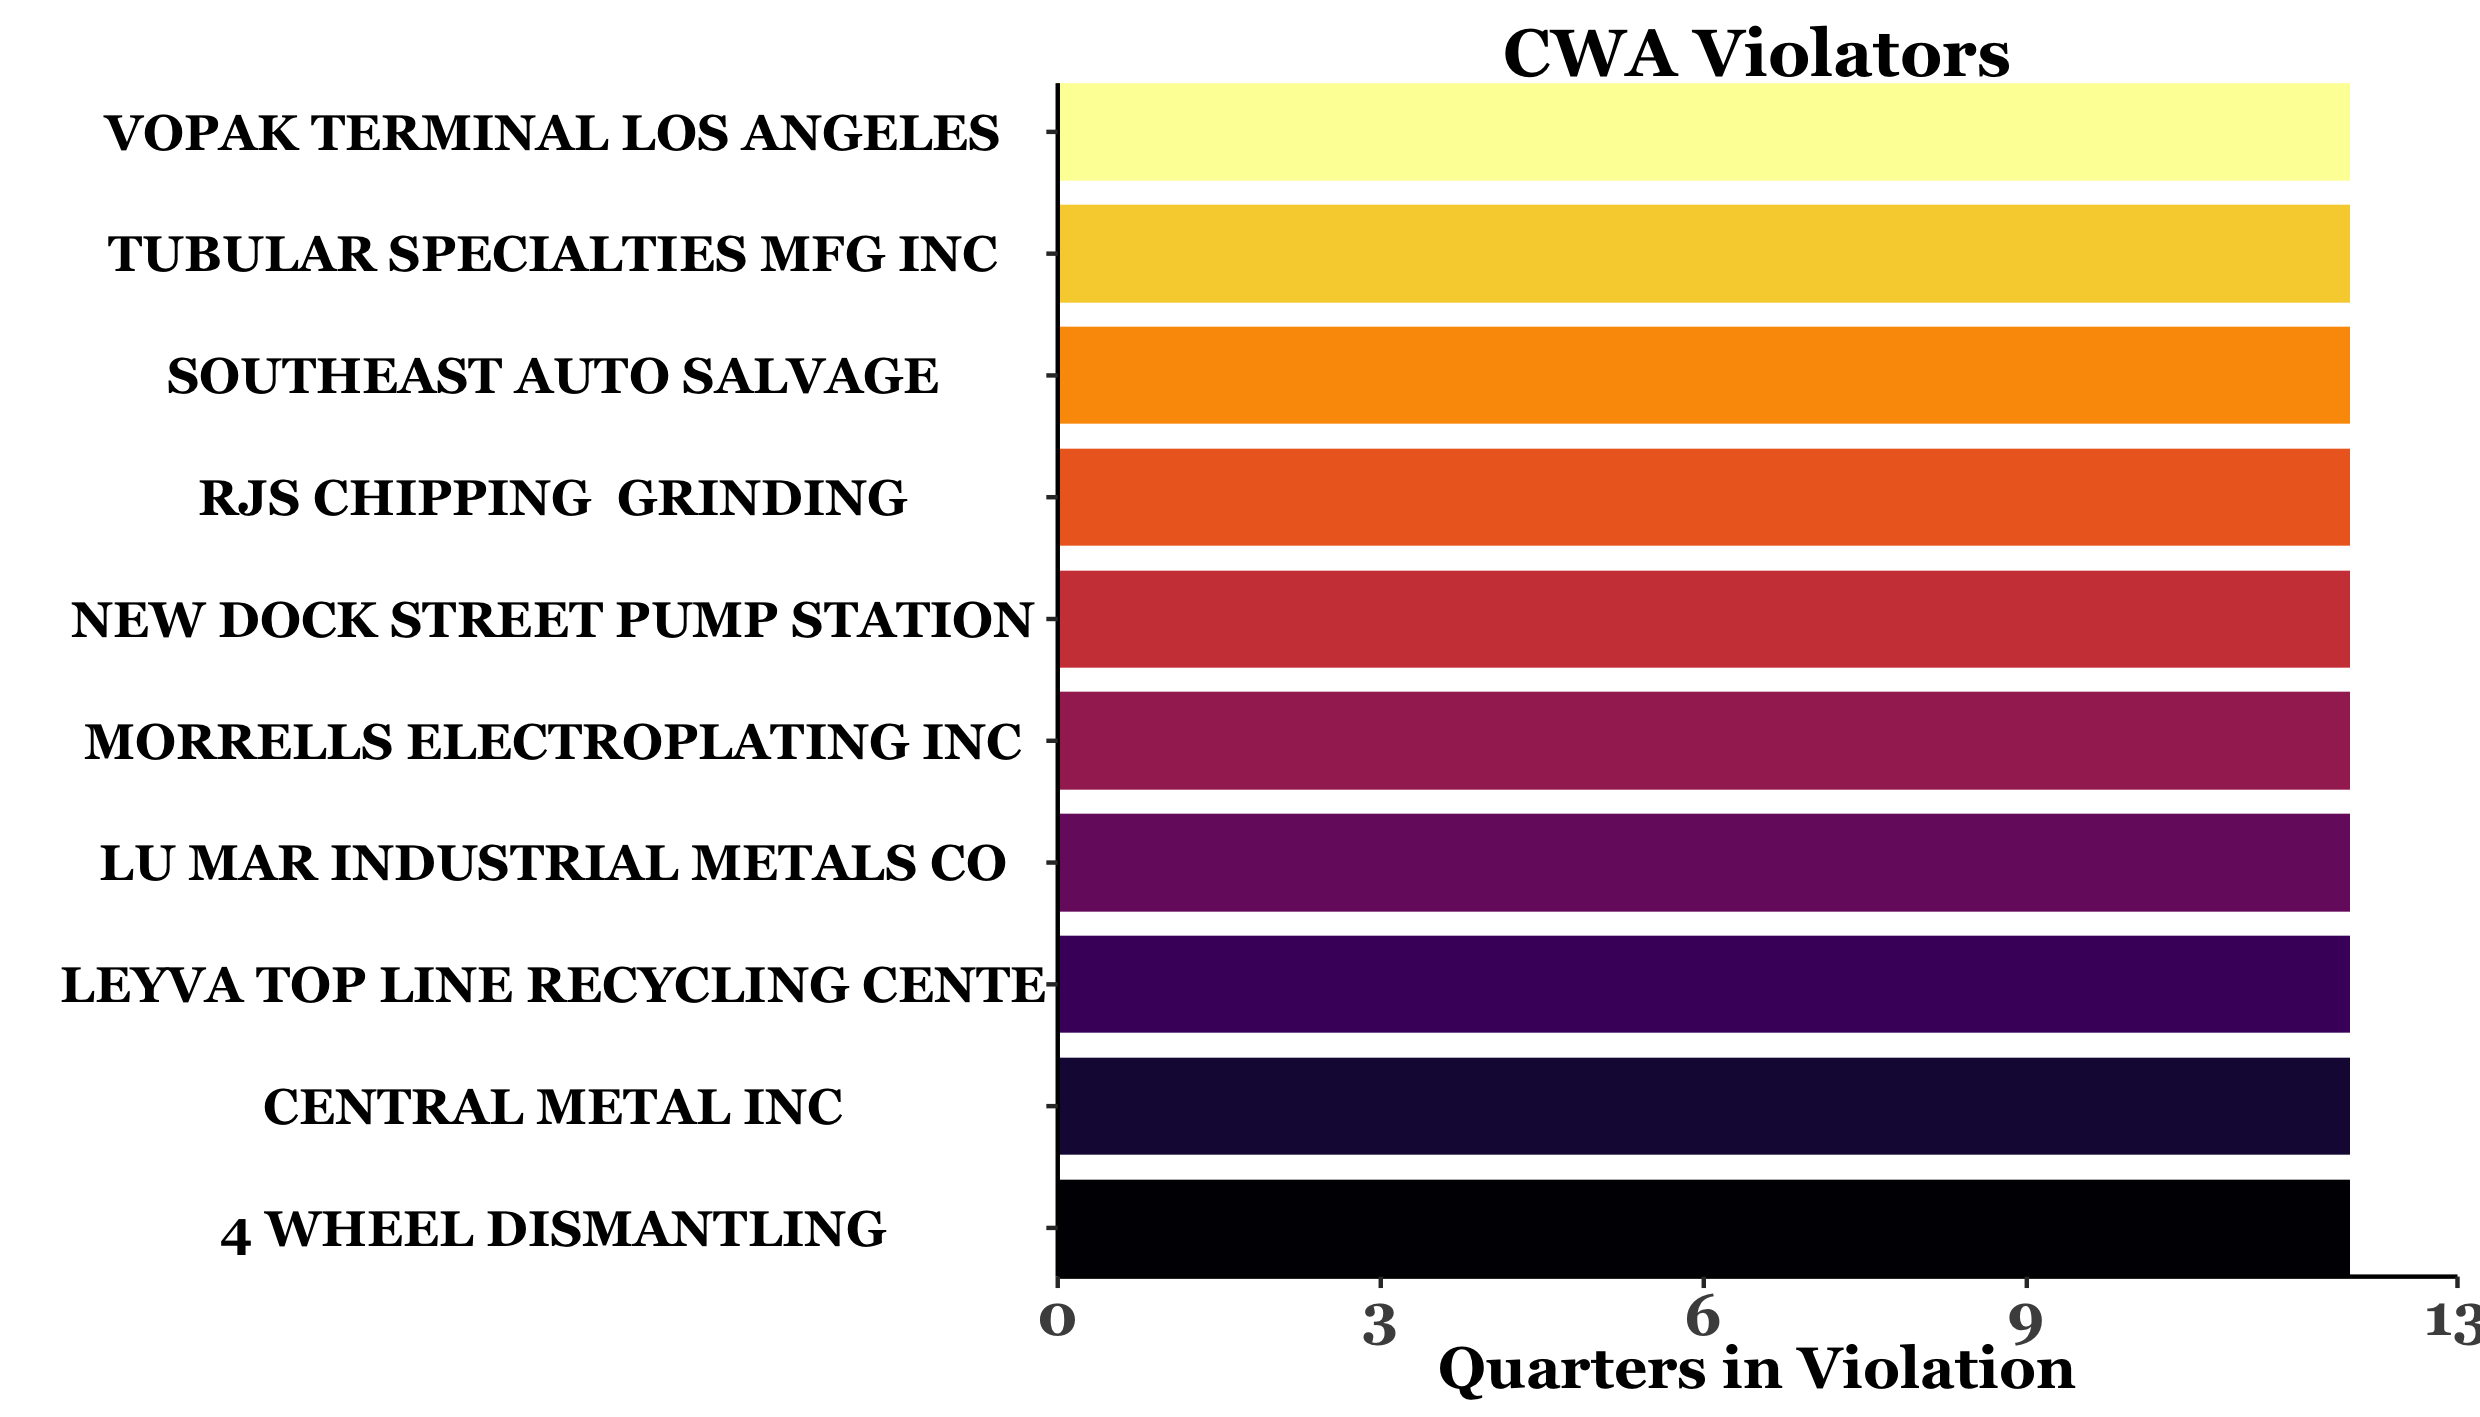 CWA Violators
VOPAK TERMINAL LOS ANGELES
TUBULAR SPECIALTIES MFG INC
SOUTHEAST AUTO SALVAGE
RJS CHIPPING  GRINDING
NEW DOCK STREET PUMP STATION
MORRELLS ELECTROPLATING INC
LU MAR INDUSTRIAL METALS CO
LEYVA TOP LINE RECYCLING CENTE
CENTRAL METAL INC
4 WHEEL DISMANTLING
0 3 6 9 13
Quarters in Violation